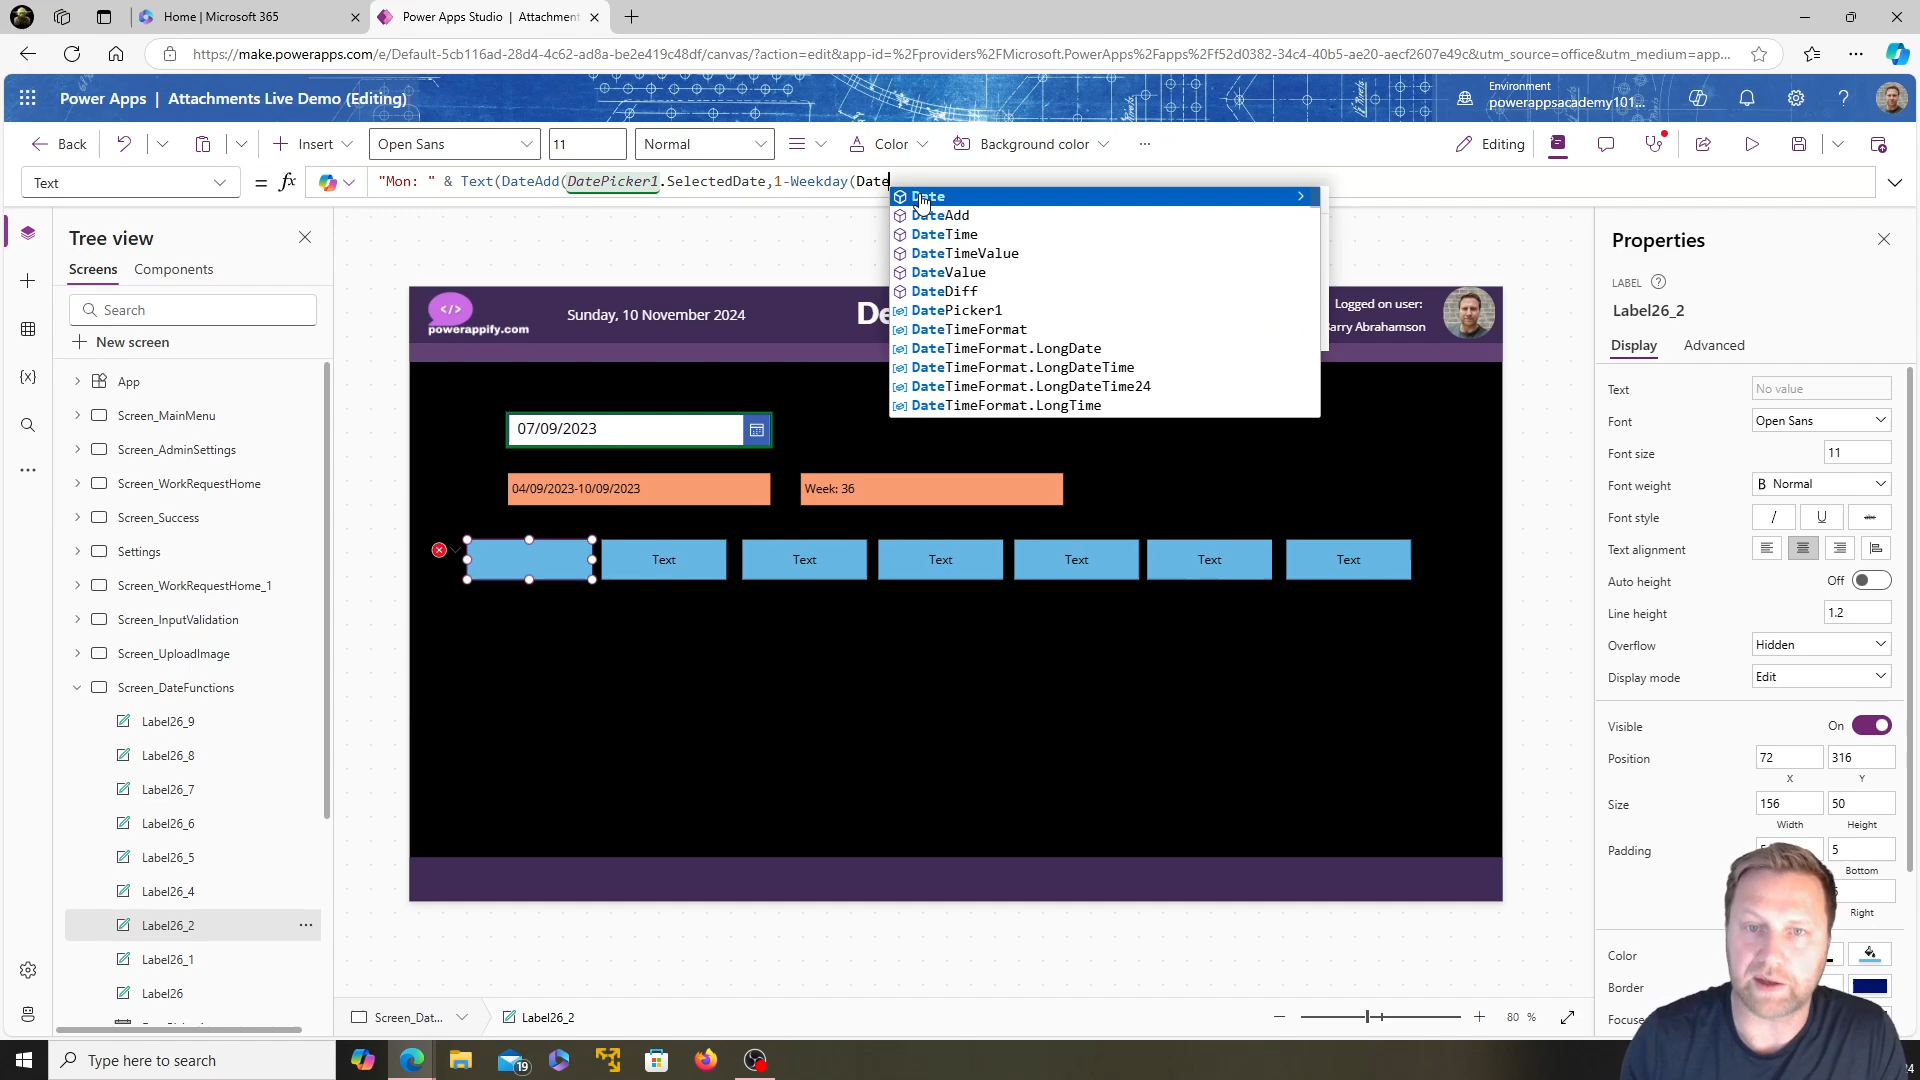 Home | Microsoft 365
Power Apps Studio | Attachment
https://make.powerapps.com/e/Default-5cb116ad-28d4-4c62-ad8a-be2e419c48df/canvas/?action=edit&app-id=%2Fproviders%2FMicrosoft.PowerApps%2Fapps%2Ff52d0382-34c4-40b5-ae20-aecf2607e49c&utm_source=office&utm_medium=app...
Power Apps | Attachments Live Demo (Editing)
Environment
powerappsacademy101...
Back
Insert
Open Sans
11
Normal
Color
Background color
...
Editing
Text
= fx
"Mon: " & Text(DateAdd(DatePicker1.SelectedDate,1-Weekday(Date
Date
DateAdd
DateTime
DateTimeValue
DateValue
DateDiff
DatePicker1
DateTimeFormat
DateTimeFormat.LongDate
DateTimeFormat.LongDateTime
DateTimeFormat.LongDateTime24
DateTimeFormat.LongTime
Tree view
Screens Components
Search
New screen
App
Screen_MainMenu
Screen_AdminSettings
Screen_WorkRequestHome
Screen_Success
Settings
Screen_WorkRequestHome_1
Screen_InputValidation
Screen_UploadImage
Screen_DateFunctions
Label26_9
Label26_8
Label26_7
Label26_6
Label26_5
Label26_4
Label26_2
Label26_1
Label26
</>
powerappify.com
Sunday, 10 November 2024
De
Logged on user:
arry Abrahamson
07/09/2023
04/09/2023-10/09/2023
Week: 36
Text Text Text Text Text Text
Screen_Dat...
Label26_2
80 %
Properties
LABEL
Label26_2
Display Advanced
Text No value
Font Open Sans
Font size 11
Font weight B Normal
Font style / U
Text alignment
Auto height Off
Line height 1.2
Overflow Hidden
Display mode Edit
Visible On
Position 72 316
X Y
Size 156 50
Width Height
Padding 5
Bottom
Right
Color
Border
Focuse
Type here to search
19
24